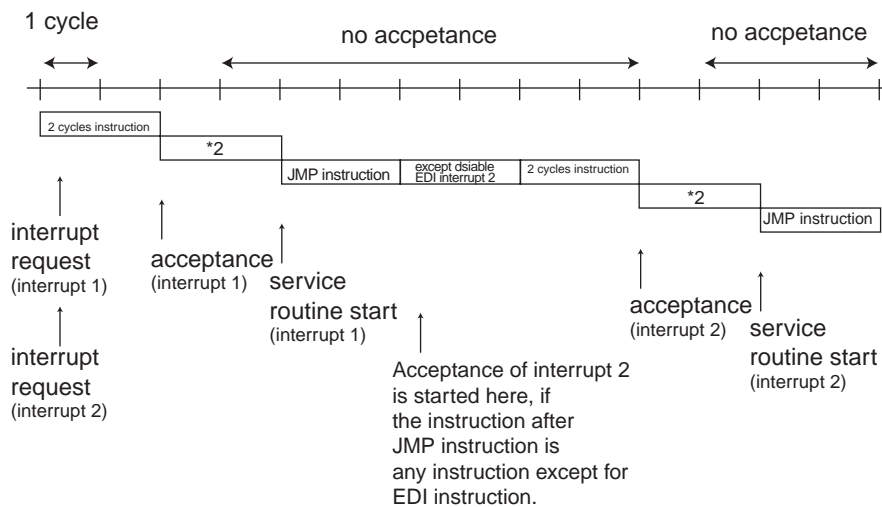 1 cycle
no accpetance
no accpetance
2 cycles instruction
*2
JMP instruction
except dsiable
EDI interrupt 2
2 cycles instruction
*2
JMP instruction
interrupt
request
(interrupt 1)
acceptance
(interrupt 1)
service
routine start
(interrupt 1)
acceptance
(interrupt 2)
service
routine start
(interrupt 2)
interrupt
request
(interrupt 2)
Acceptance of interrupt 2
is started here, if
the instruction after
JMP instruction is
any instruction except for
EDI instruction.